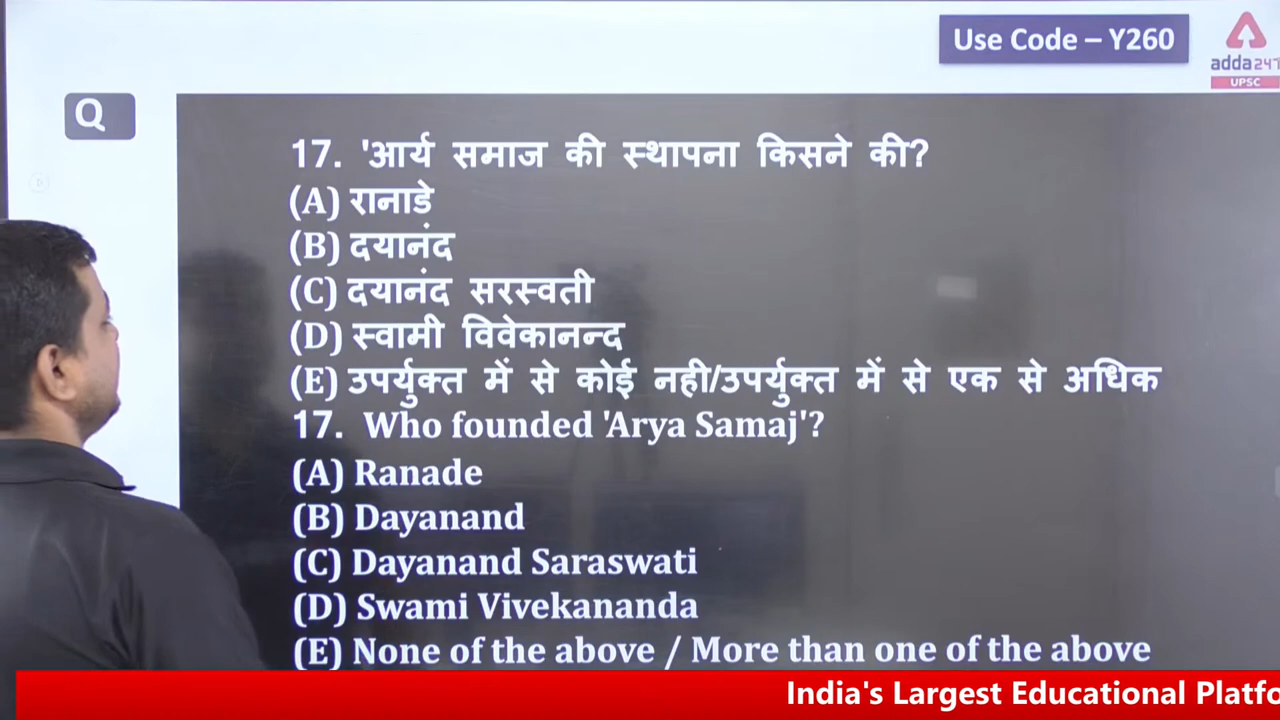 Use Code – Y260
adda247
UPSC
Q
17. 'आर्य समाज की स्थापना किसने की?
(A) रानाडे
(B) दयानंद
(C) दयानंद सरस्वती
(D) स्वामी विवेकानन्द
(E) उपर्युक्त में से कोई नही/उपर्युक्त में से एक से अधिक
17. Who founded 'Arya Samaj'?
(A) Ranade
(B) Dayanand
(C) Dayanand Saraswati
(D) Swami Vivekananda
(E) None of the above / More than one of the above
India's Largest Educational Platfo